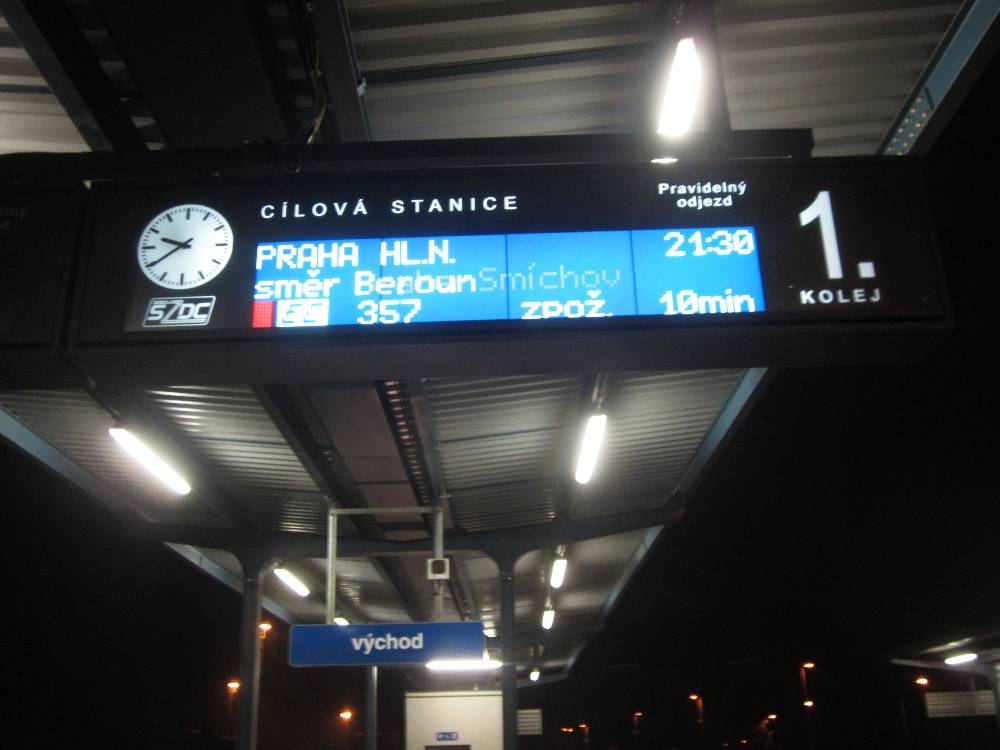 CÍLOVÁ STANICE
Pravidelný
odjezd
1.
KOLEJ
PRAHA HL.N. 21:30
směr Beroun Smíchov
357 zpož. 10min
SŽDC
východ